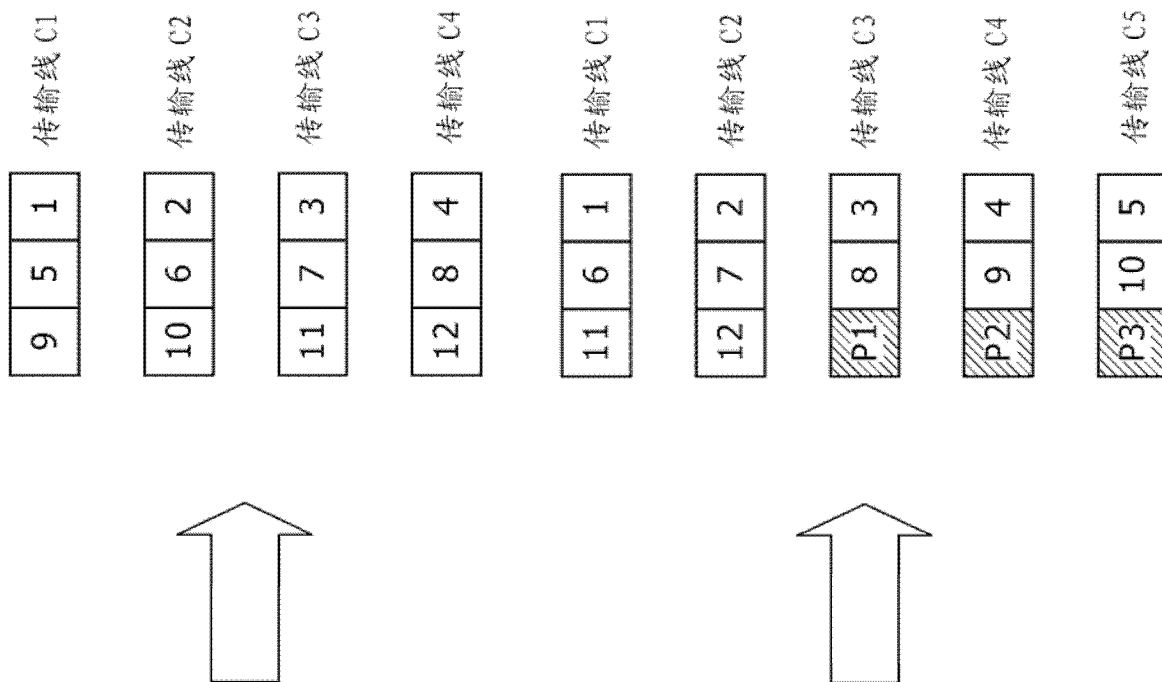 9 5 1 传输线 C1
10 6 2 传输线 C2
11 7 3 传输线 C3
12 8 4 传输线 C4
11 6 1 传输线 C1
12 7 2 传输线 C2
P1 8 3 传输线 C3
P2 9 4 传输线 C4
P3 10 5 传输线 C5